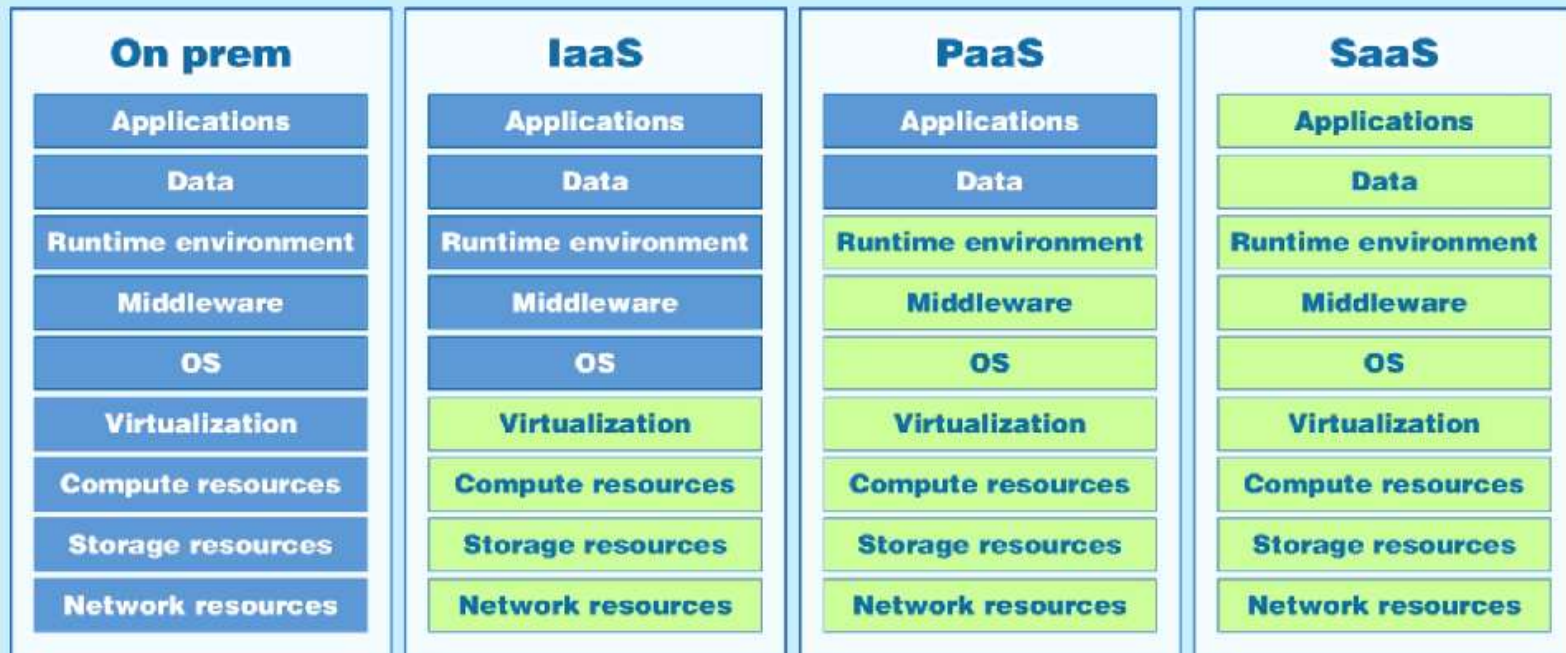 On prem
Applications
Data
Runtime environment
Middleware
OS
Virtualization
Compute resources
Storage resources
Network resources
IaaS
Applications
Data
Runtime environment
Middleware
OS
Virtualization
Compute resources
Storage resources
Network resources
PaaS
Applications
Data
Runtime environment
Middleware
OS
Virtualization
Compute resources
Storage resources
Network resources
SaaS
Applications
Data
Runtime environment
Middleware
OS
Virtualization
Compute resources
Storage resources
Network resources